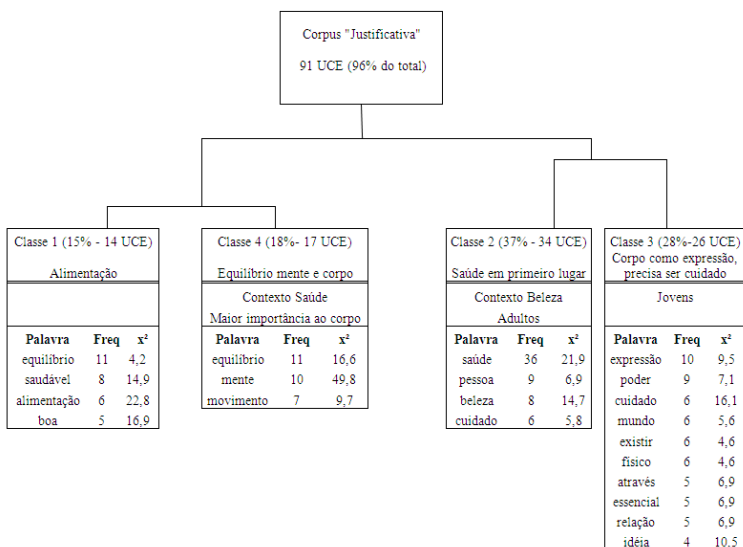 Corpus "Justificativa"
91 UCE (96% do total)
Classe 1 (15% - 14 UCE)
Alimentação
Palavra Freq x²
equilíbrio 11 4,2
saudável 8 14,9
alimentação 6 22,8
boa 5 16,9
Classe 4 (18%- 17 UCE)
Equilíbrio mente e corpo
Contexto Saúde
Maior importância ao corpo
Palavra Freq x²
equilíbrio 11 16,6
mente 10 49,8
movimento 7 9,7
Classe 2 (37% - 34 UCE)
Saúde em primeiro lugar
Contexto Beleza
Adultos
Palavra Freq x²
saúde 36 21,9
pessoa 9 6,9
beleza 8 14,7
cuidado 6 5,8
Classe 3 (28%-26 UCE)
Corpo como expressão,
precisa ser cuidado
Jovens
Palavra Freq x²
expressão 10 9,5
poder 9 7,1
cuidado 6 16,1
mundo 6 5,6
existir 6 4,6
físico 6 4,6
através 5 6,9
essencial 5 6,9
relação 5 6,9
idéia 4 10,5